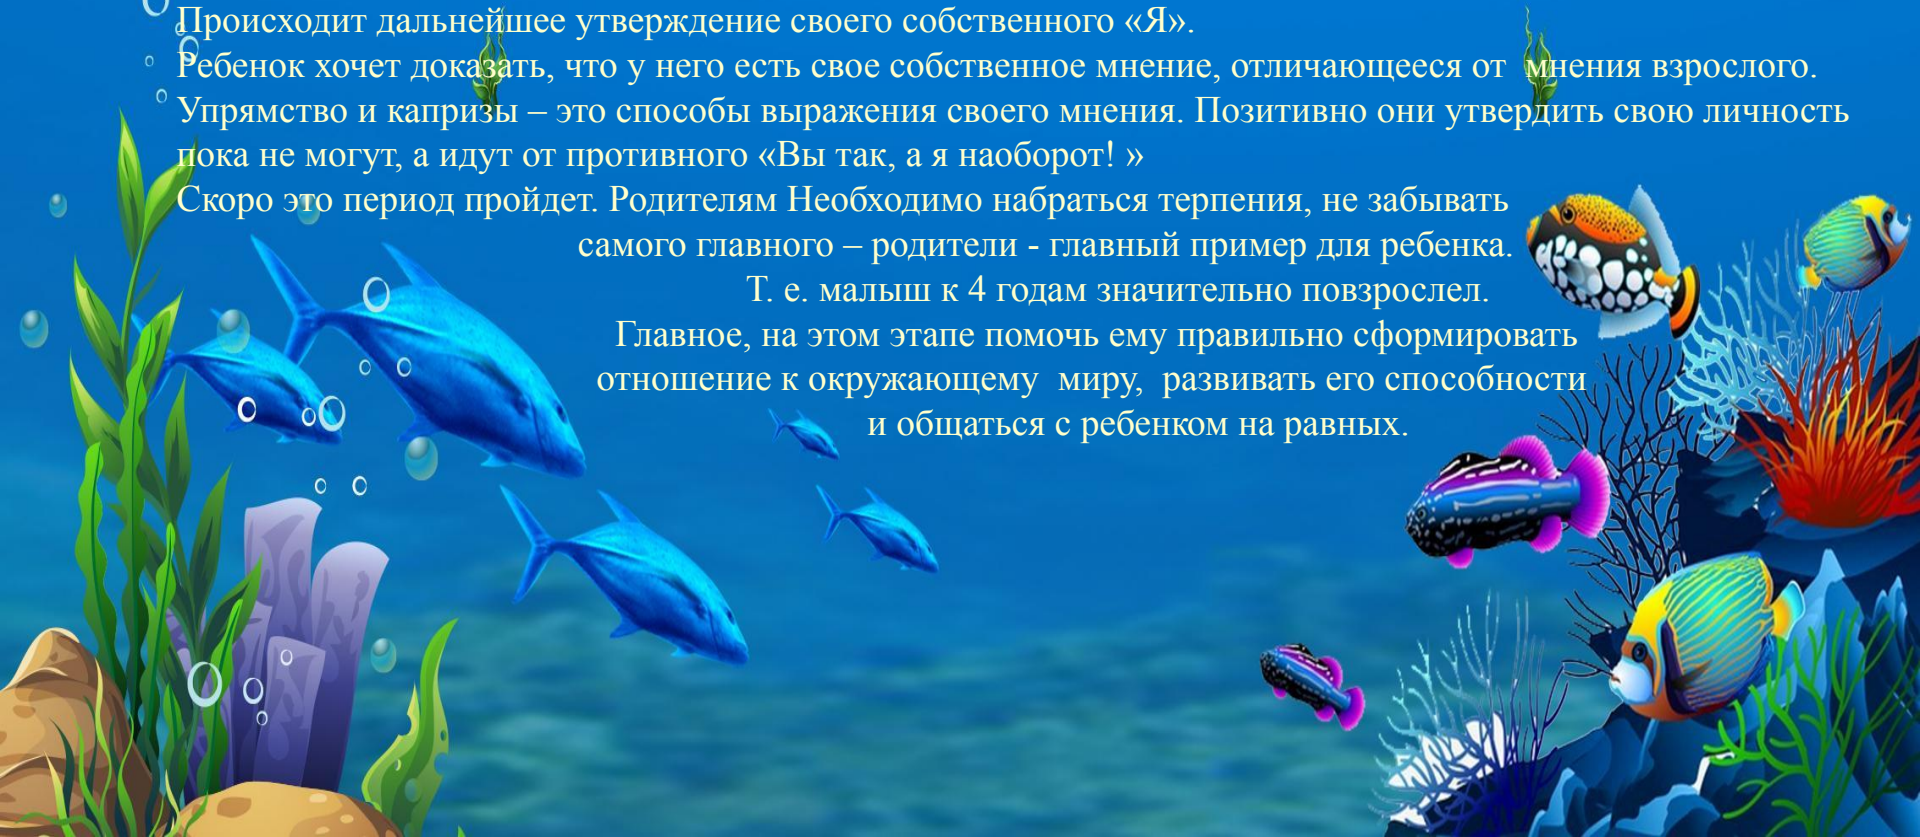 Происходит дальнейшее утверждение своего собственного «Я».
Ребенок хочет доказать, что у него есть свое собственное мнение, отличающееся от  мнения взрослого.
Упрямство и капризы – это способы выражения своего мнения. Позитивно они утвердить свою личность
пока не могут, а идут от противного «Вы так, а я наоборот! »
Скоро это период пройдет. Родителям Необходимо набраться терпения, не забывать
самого главного – родители - главный пример для ребенка.
Т. е. малыш к 4 годам значительно повзрослел.
Главное, на этом этапе помочь ему правильно сформировать
отношение к окружающему  миру,  развивать его способности
и общаться с ребенком на равных.